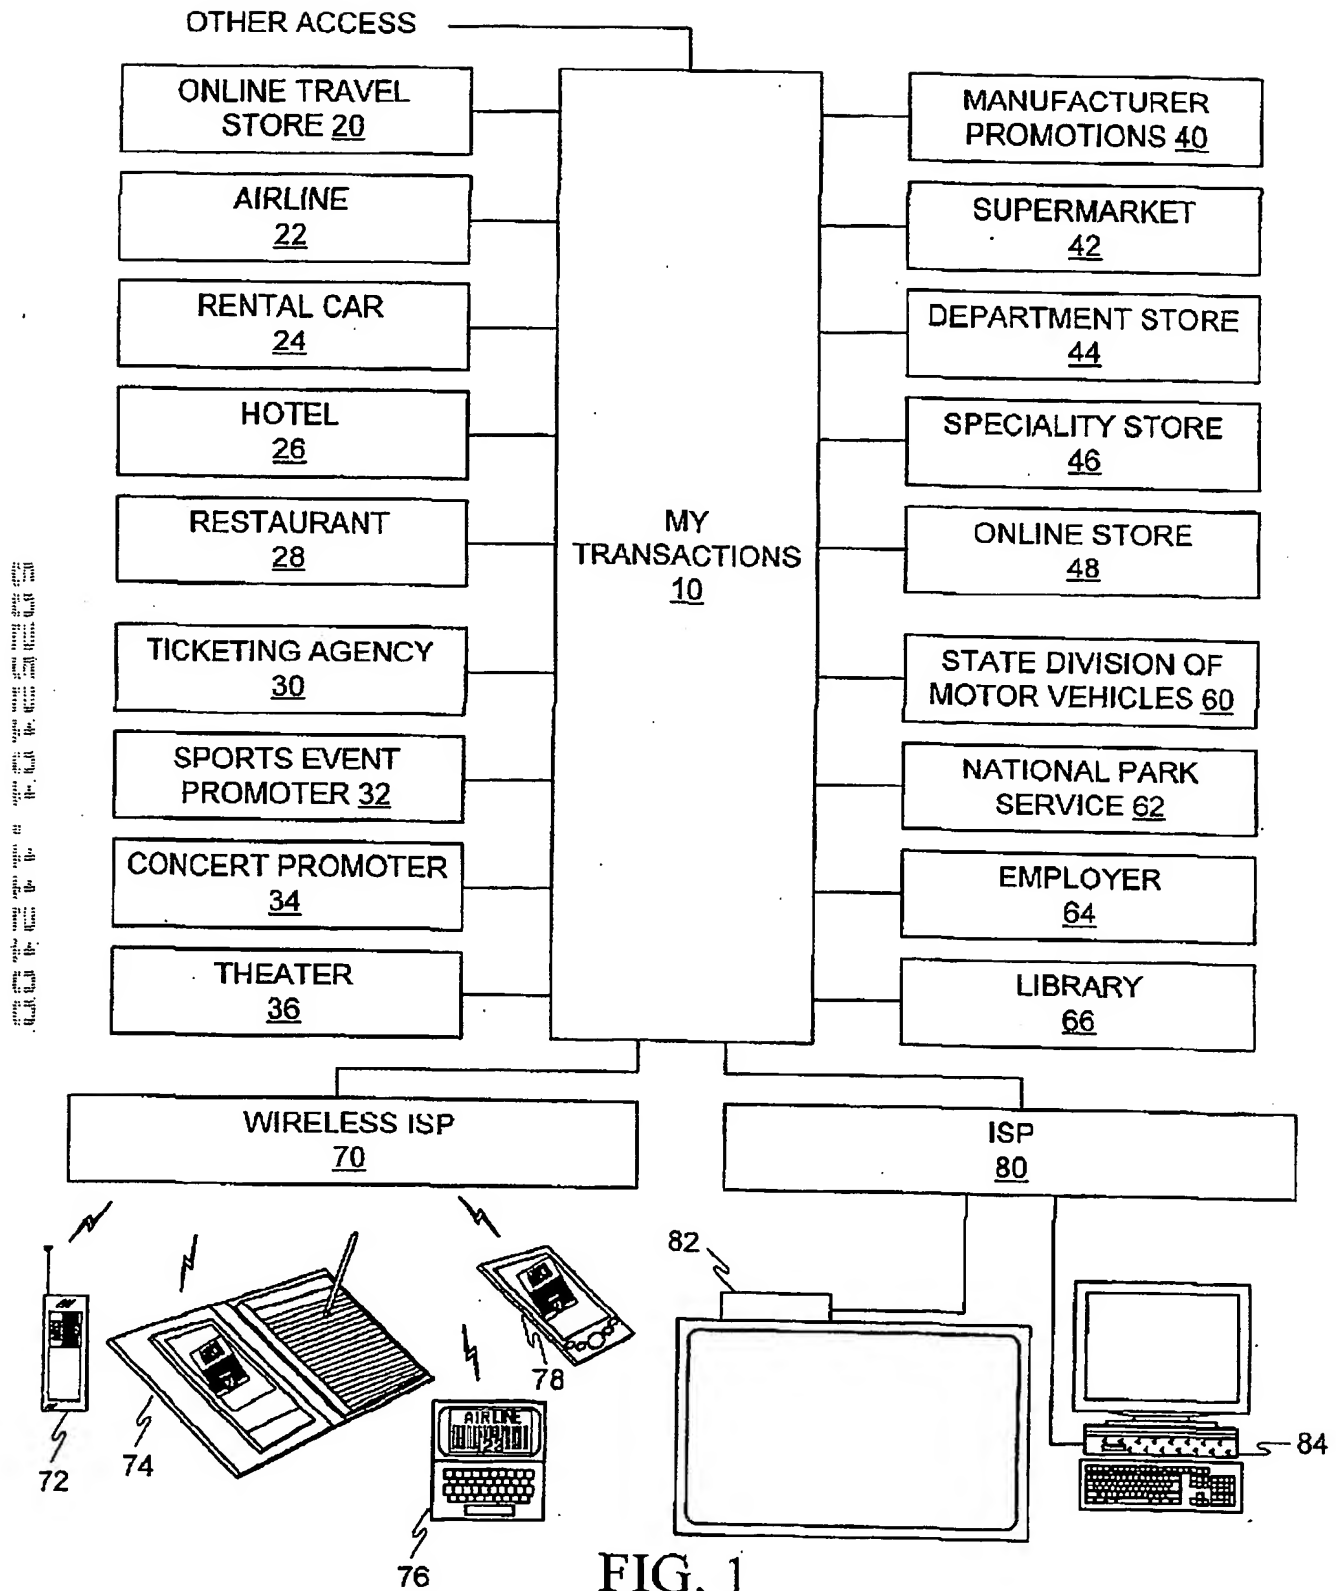 OTHER ACCESS
ONLINE TRAVEL
STORE 20
AIRLINE
22
RENTAL CAR
24
HOTEL
26
RESTAURANT
28
TICKETING AGENCY
30
SPORTS EVENT
PROMOTER 32
CONCERT PROMOTER
34
THEATER
36
MY
TRANSACTIONS
10
MANUFACTURER
PROMOTIONS 40
SUPERMARKET
42
DEPARTMENT STORE
44
SPECIALITY STORE
46
ONLINE STORE
48
STATE DIVISION OF
MOTOR VEHICLES 60
NATIONAL PARK
SERVICE 62
EMPLOYER
64
LIBRARY
66
WIRELESS ISP
70
ISP
80
72
74
AIRLINE
123
76
78
82
84
FIG. 1